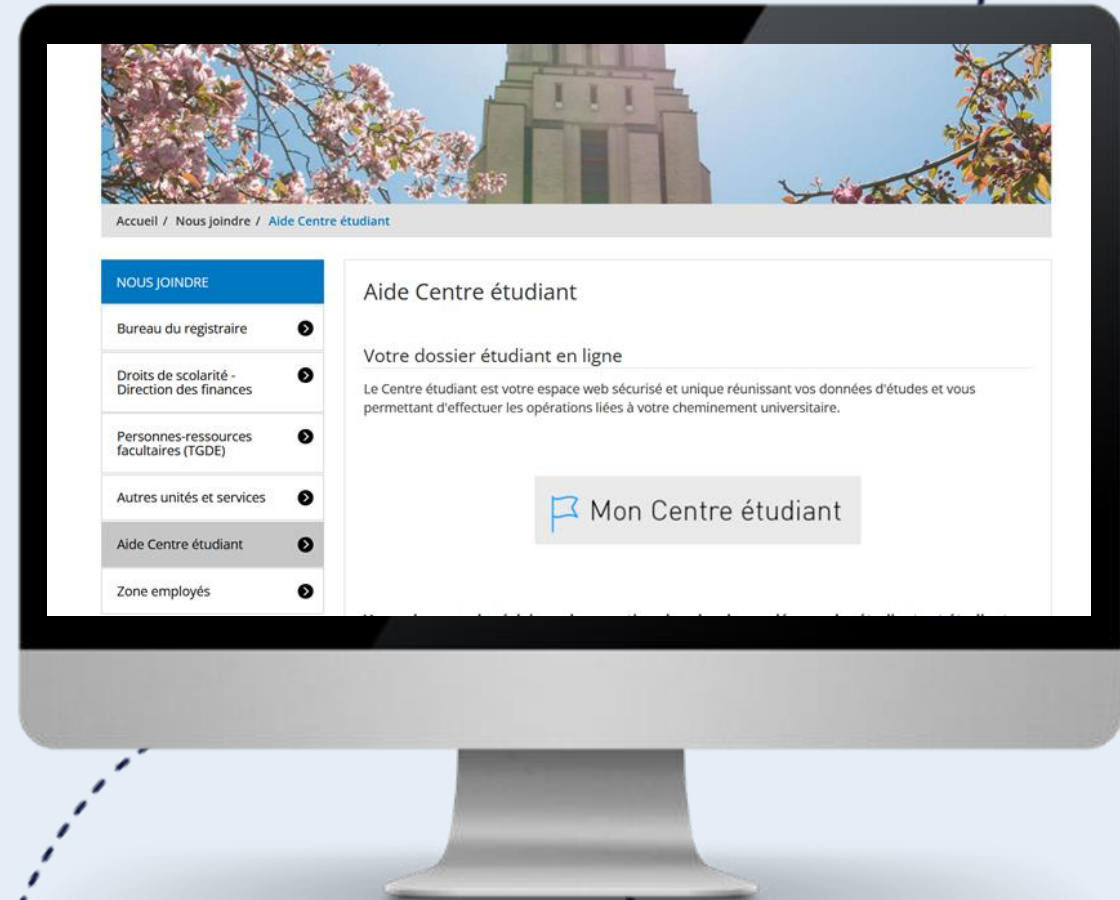 Accueil / Nous joindre / Aide Centre étudiant
NOUS JOINDRE
Bureau du registraire
Droits de scolarité -
Direction des finances
Personnes-ressources
facultaires (TGDE)
Autres unités et services
Aide Centre étudiant
Zone employés
Aide Centre étudiant
Votre dossier étudiant en ligne
Le Centre étudiant est votre espace web sécurisé et unique réunissant vos données d'études et vous
permettant d'effectuer les opérations liées à votre cheminement universitaire.
Mon Centre étudiant